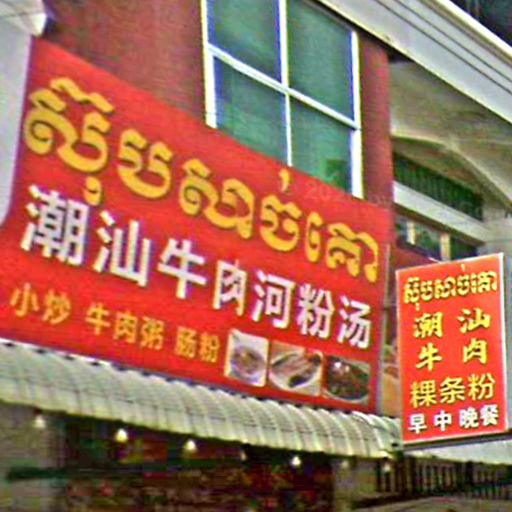 ស៊ុបសាច់គោ
潮汕牛肉河粉汤
小炒 牛肉粥 肠粉
ស៊ុបសាច់គោ
潮汕
牛肉
粿条粉
早中晚餐